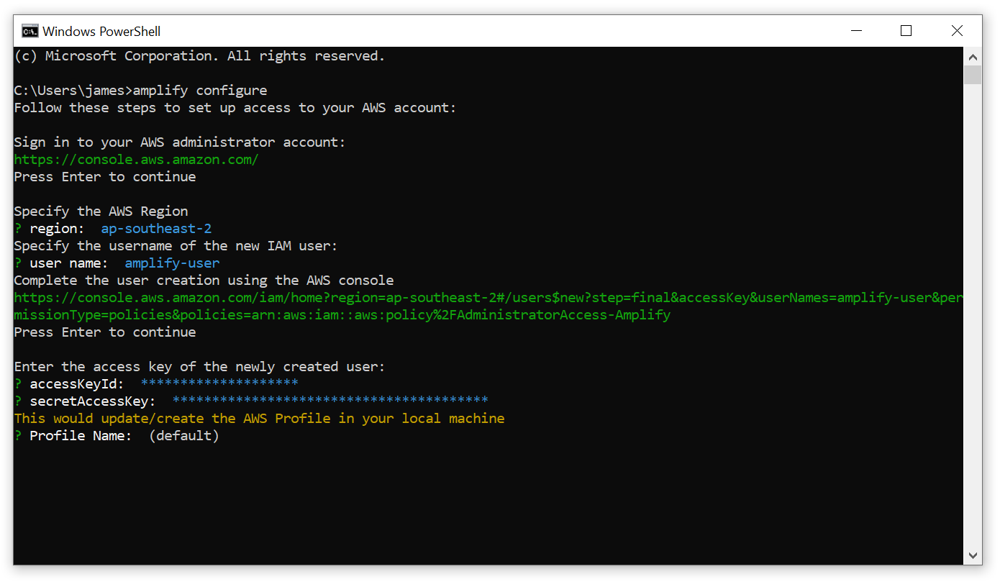 Windows PowerShell
(c) Microsoft Corporation. All rights reserved.
C:\Users\james>amplify configure
Follow these steps to set up access to your AWS account:
Sign in to your AWS administrator account:
https://console.aws.amazon.com/
Press Enter to continue
Specify the AWS Region
? region:  ap-southeast-2
Specify the username of the new IAM user:
? user name:  amplify-user
Complete the user creation using the AWS console
https://console.aws.amazon.com/iam/home?region=ap-southeast-2#/users$new?step=final&accessKey&userNames=amplify-user&per
missionType=policies&policies=arn:aws:iam::aws:policy%2FAdministratorAccess-Amplify
Press Enter to continue
Enter the access key of the newly created user:
? accessKeyId:  ********************
? secretAccessKey:  ****************************************
This would update/create the AWS Profile in your local machine
? Profile Name:  (default)